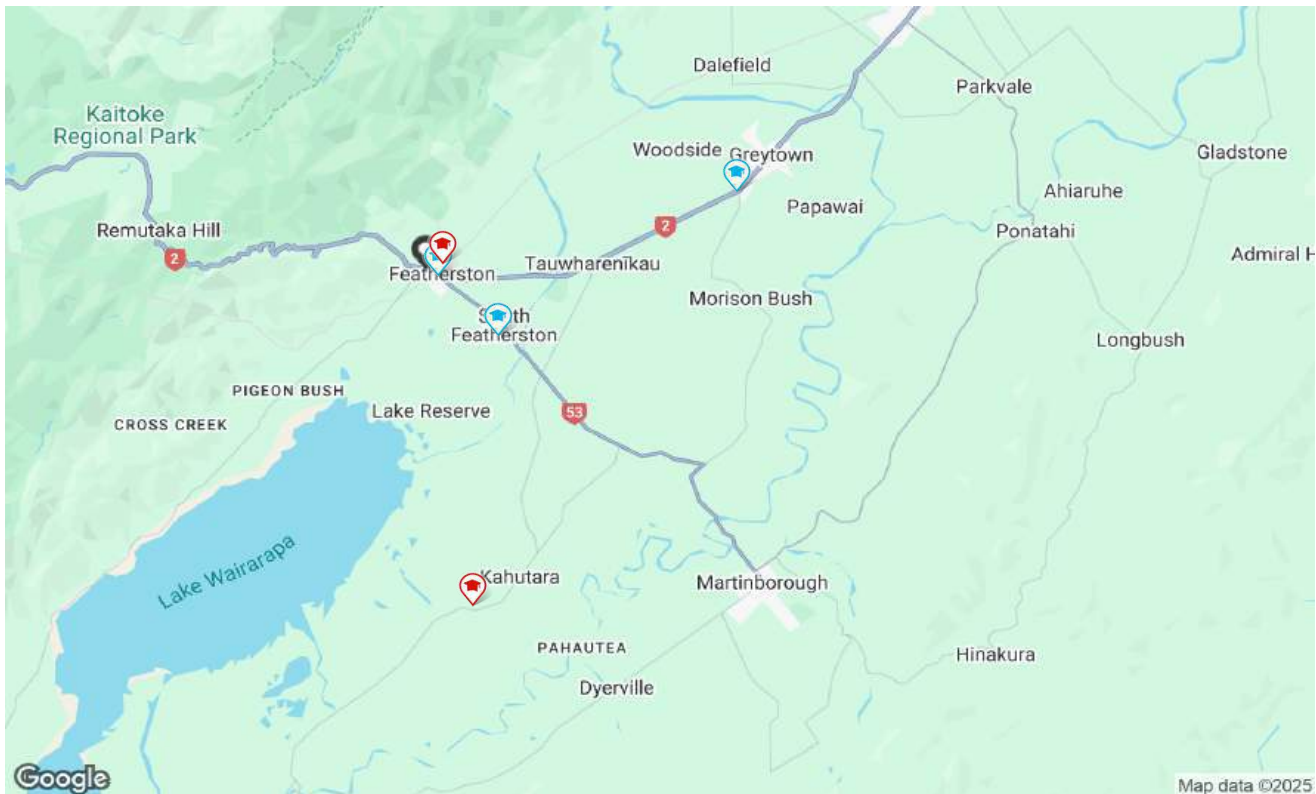 Dalefield
Parkvale
Kaitoke
Regional Park
Woodside
Greytown
Gladstone
Ahiaruhe
Papawai
Remutaka Hill
2
2
Ponatahi
Admiral H
Featherston
Tauwharenīkau
Morison Bush
South
Featherston
Longbush
PIGEON BUSH
Lake Reserve
53
CROSS CREEK
Lake Wairarapa
Kahutara
Martinborough
PAHAUTEA
Hinakura
Dyerville
Google
Map data ©2025